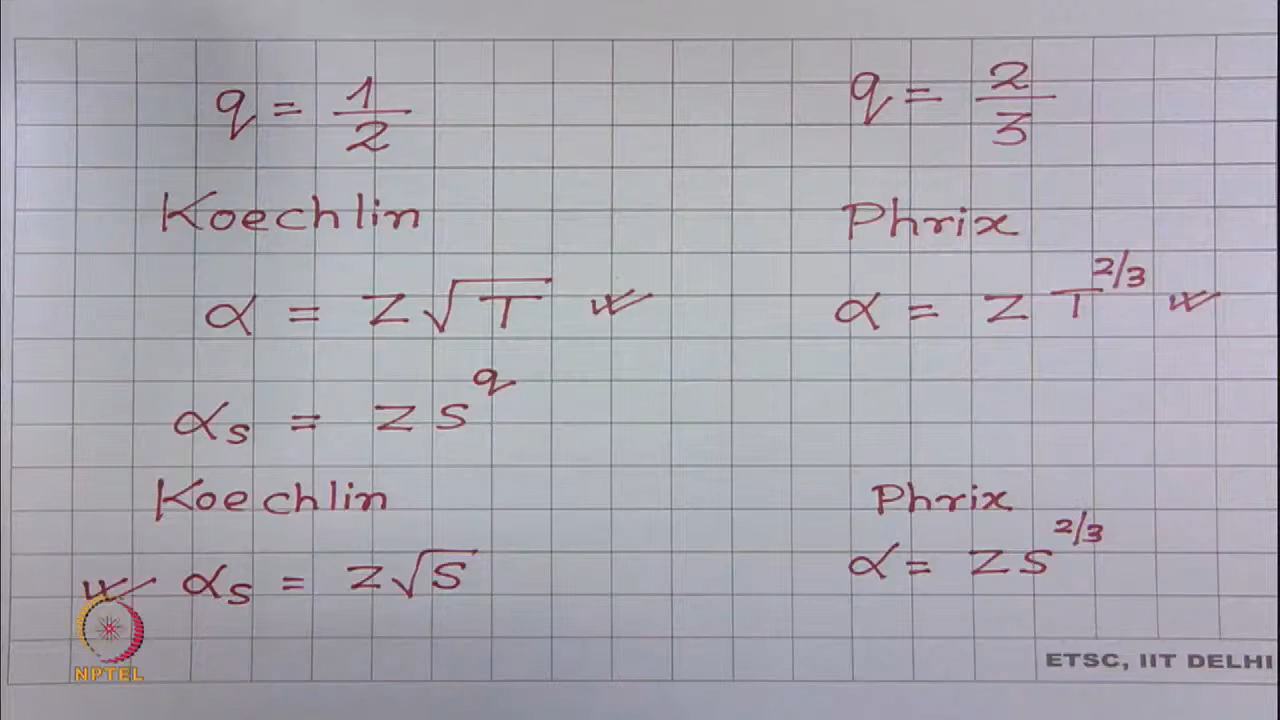 q = 1/2
Koechlin
α = Z√T
αs = Z S^q
Koechlin
αs = Z√S
q = 2/3
Phrix
α = Z T^2/3
Phrix
α = Z S^2/3
NPTEL
ETSC, IIT DELHI